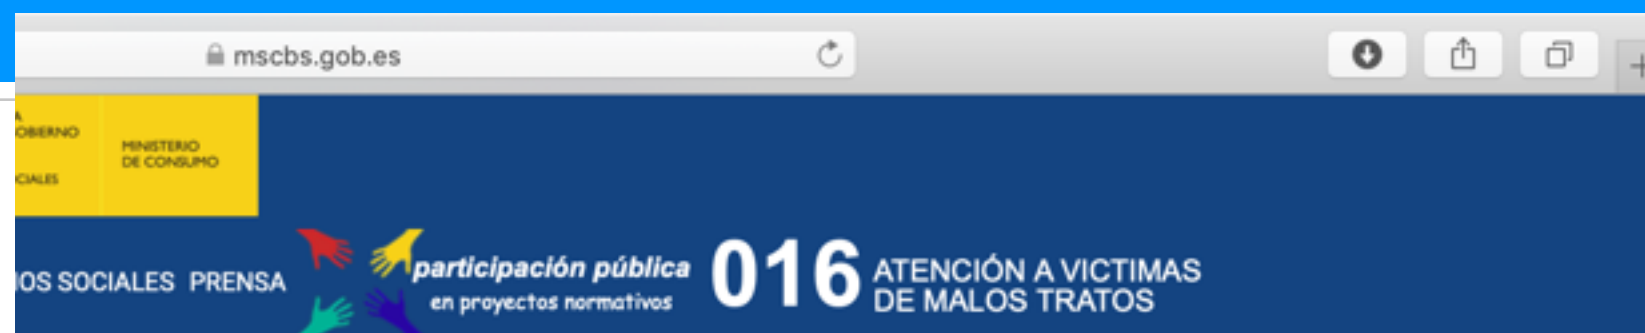 mscbs.gob.es
MINISTERIO
DE CONSUMO
SOCIALES PRENSA
participación pública
en proyectos normativos
016 ATENCIÓN A VICTIMAS
DE MALOS TRATOS